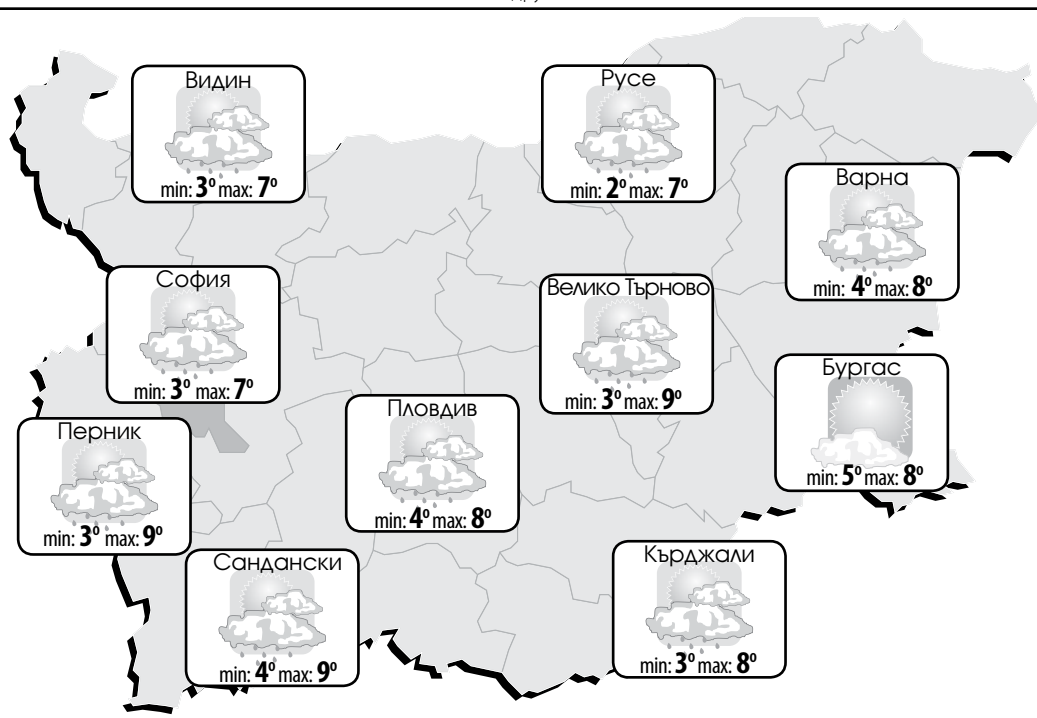 Видин
min: 3° max: 7°
Русе
min: 2° max: 7°
Варна
min: 4° max: 8°
София
min: 3° max: 7°
Велико Търново
min: 3° max: 9°
Бургас
min: 5° max: 8°
Пловдив
min: 4° max: 8°
Перник
min: 3° max: 9°
Сандански
min: 4° max: 9°
Кърджали
min: 3° max: 8°